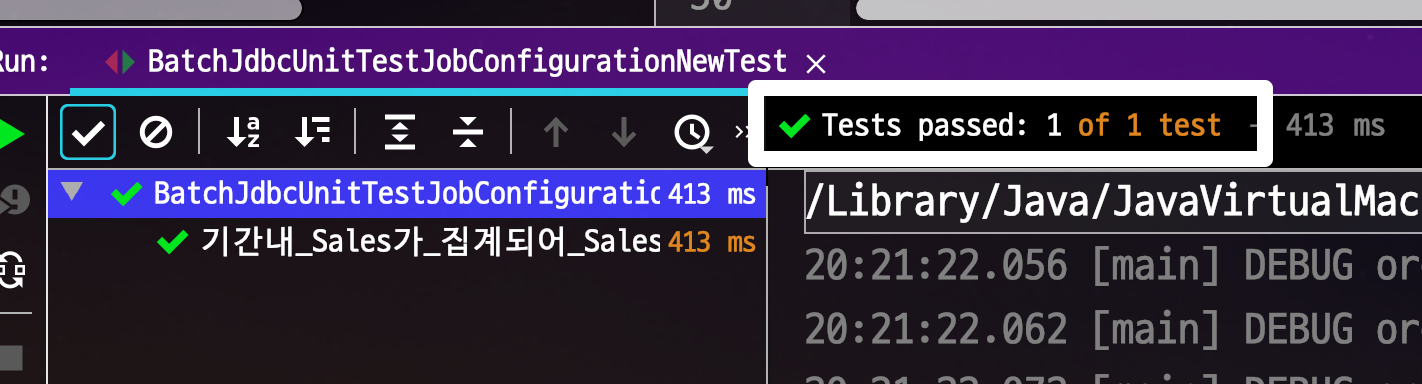 Run: BatchJdbcUnitTestJobConfigurationNewTest
Tests passed: 1 of 1 test – 413 ms
BatchJdbcUnitTestJobConfiguratio 413 ms
기간내_Sales가_집계되어_Sales 413 ms
/Library/Java/JavaVirtualMac
20:21:22.056 [main] DEBUG or
20:21:22.062 [main] DEBUG or